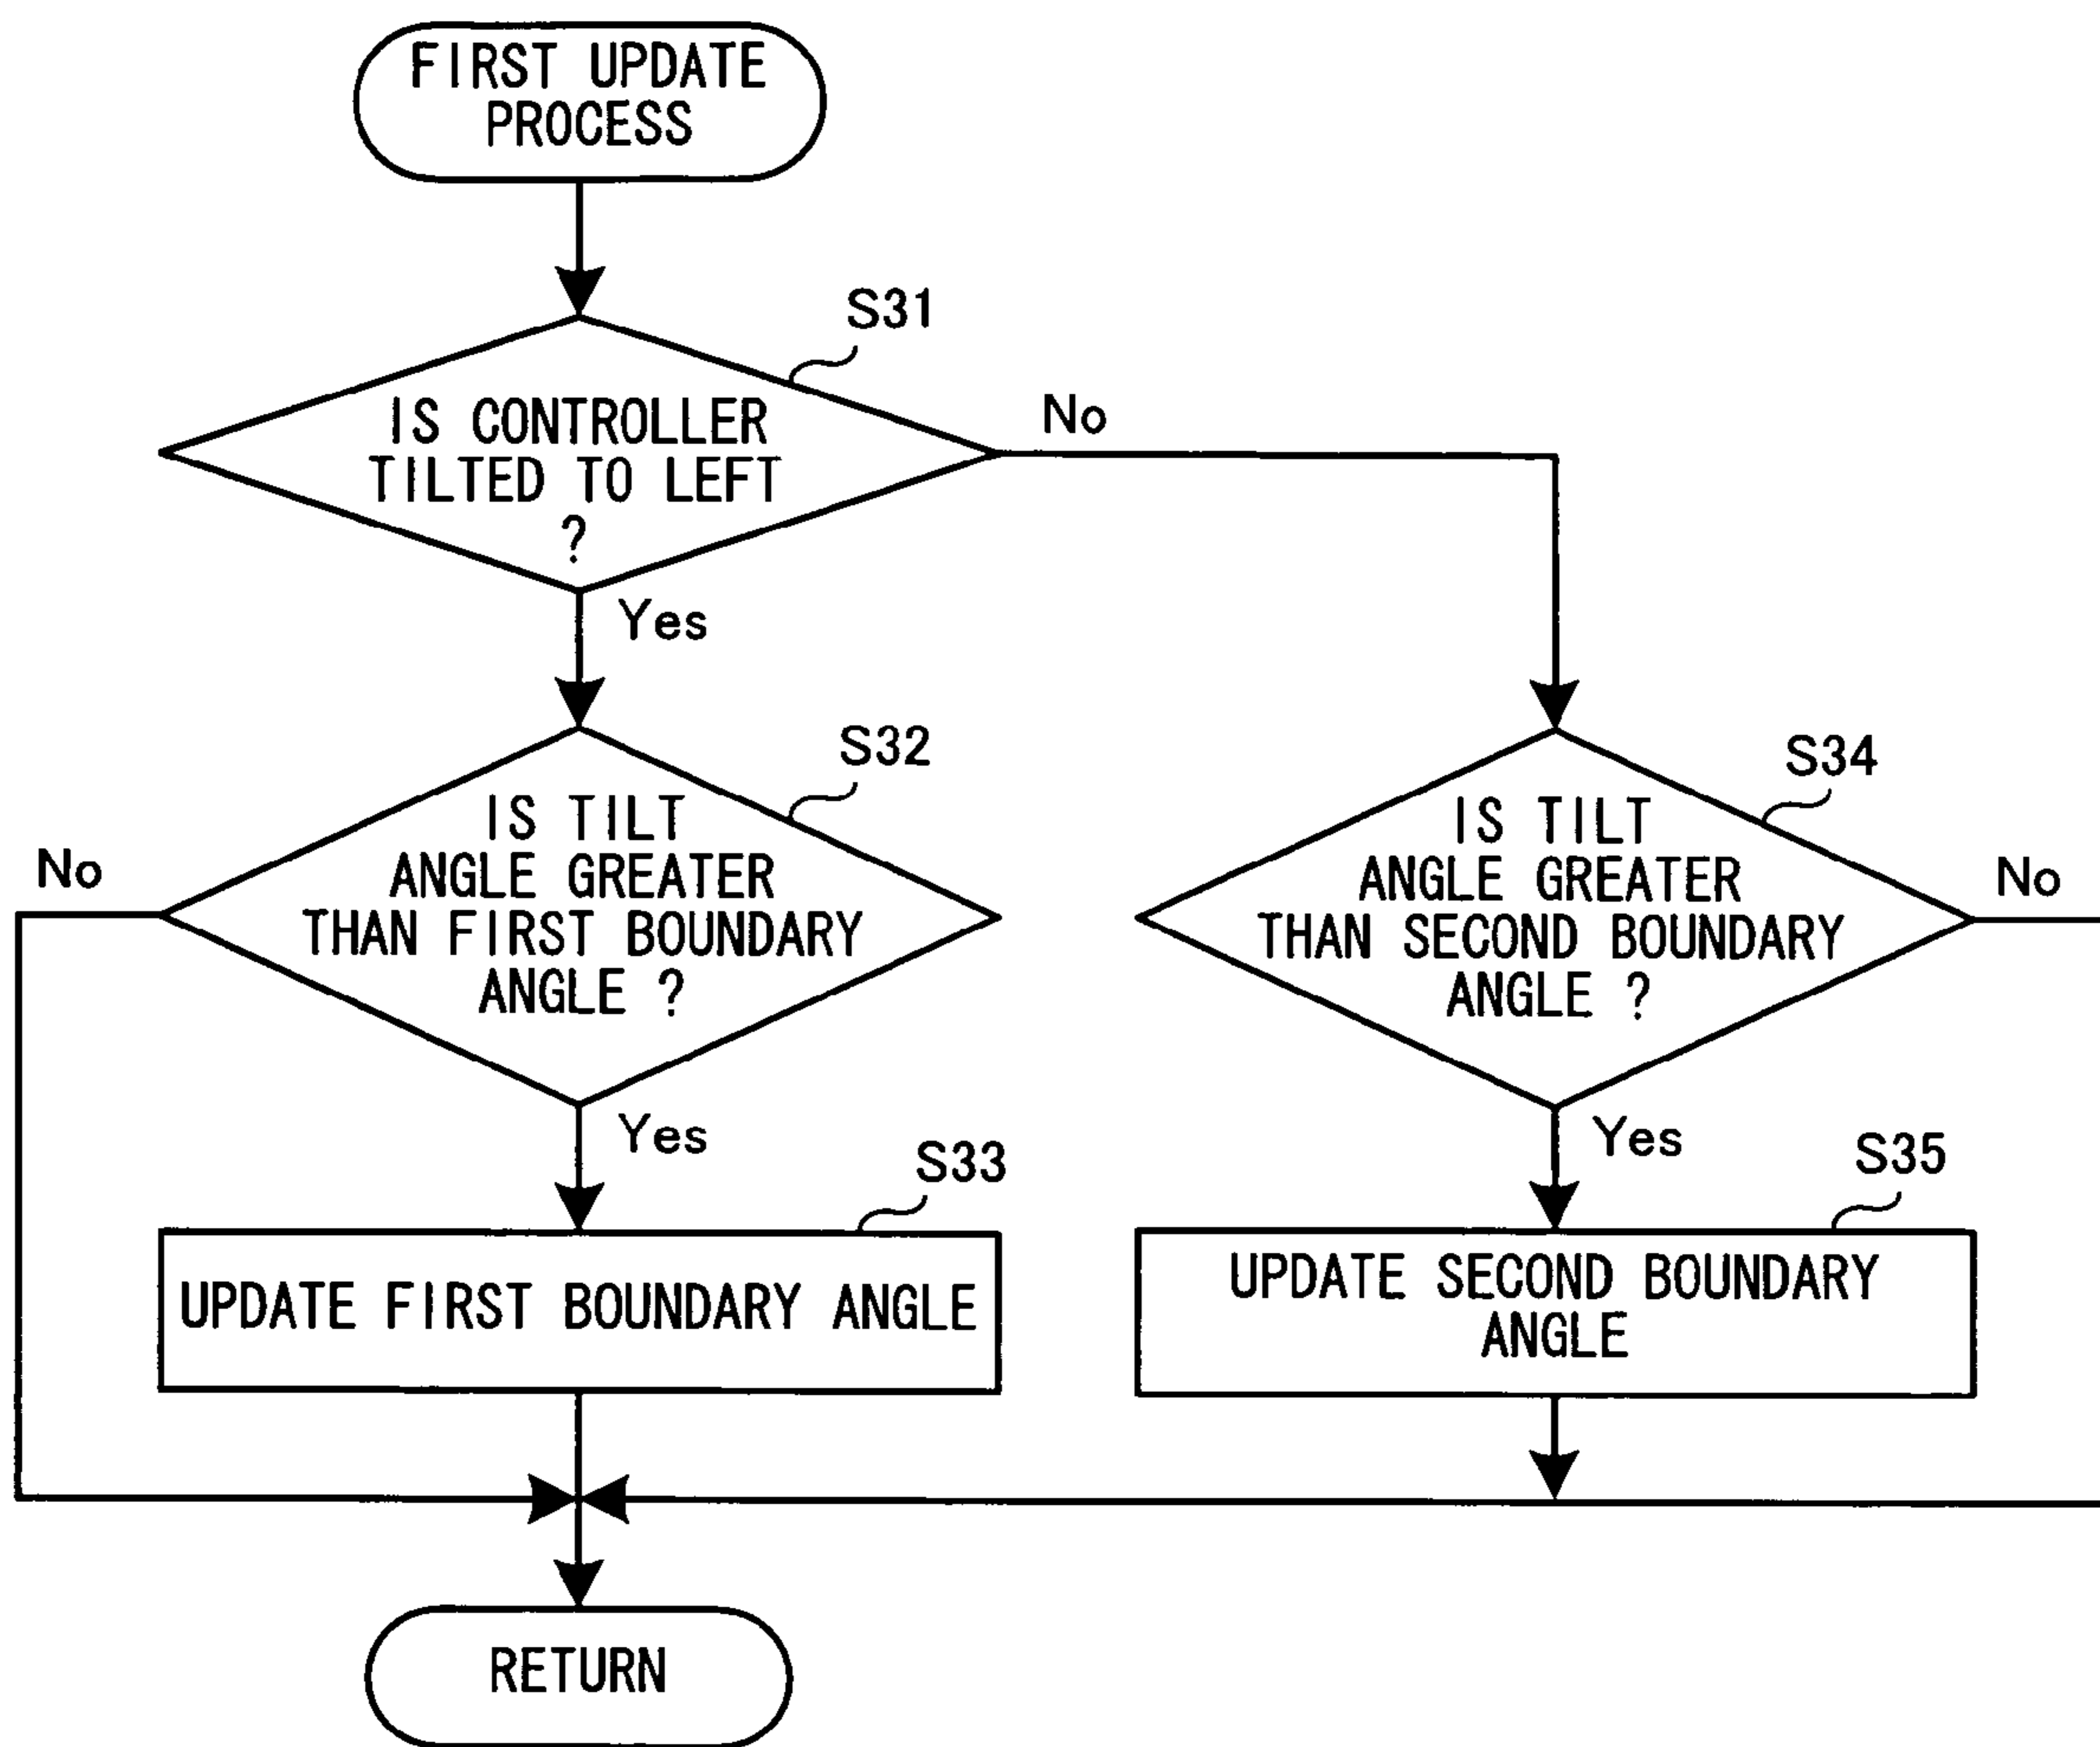 FIRST UPDATE
PROCESS
S31
IS CONTROLLER
TILTED TO LEFT
?
No
Yes
S32
IS TILT
ANGLE GREATER
THAN FIRST BOUNDARY
ANGLE ?
No
Yes
S33
UPDATE FIRST BOUNDARY ANGLE
S34
IS TILT
ANGLE GREATER
THAN SECOND BOUNDARY
ANGLE ?
No
Yes
S35
UPDATE SECOND BOUNDARY
ANGLE
RETURN